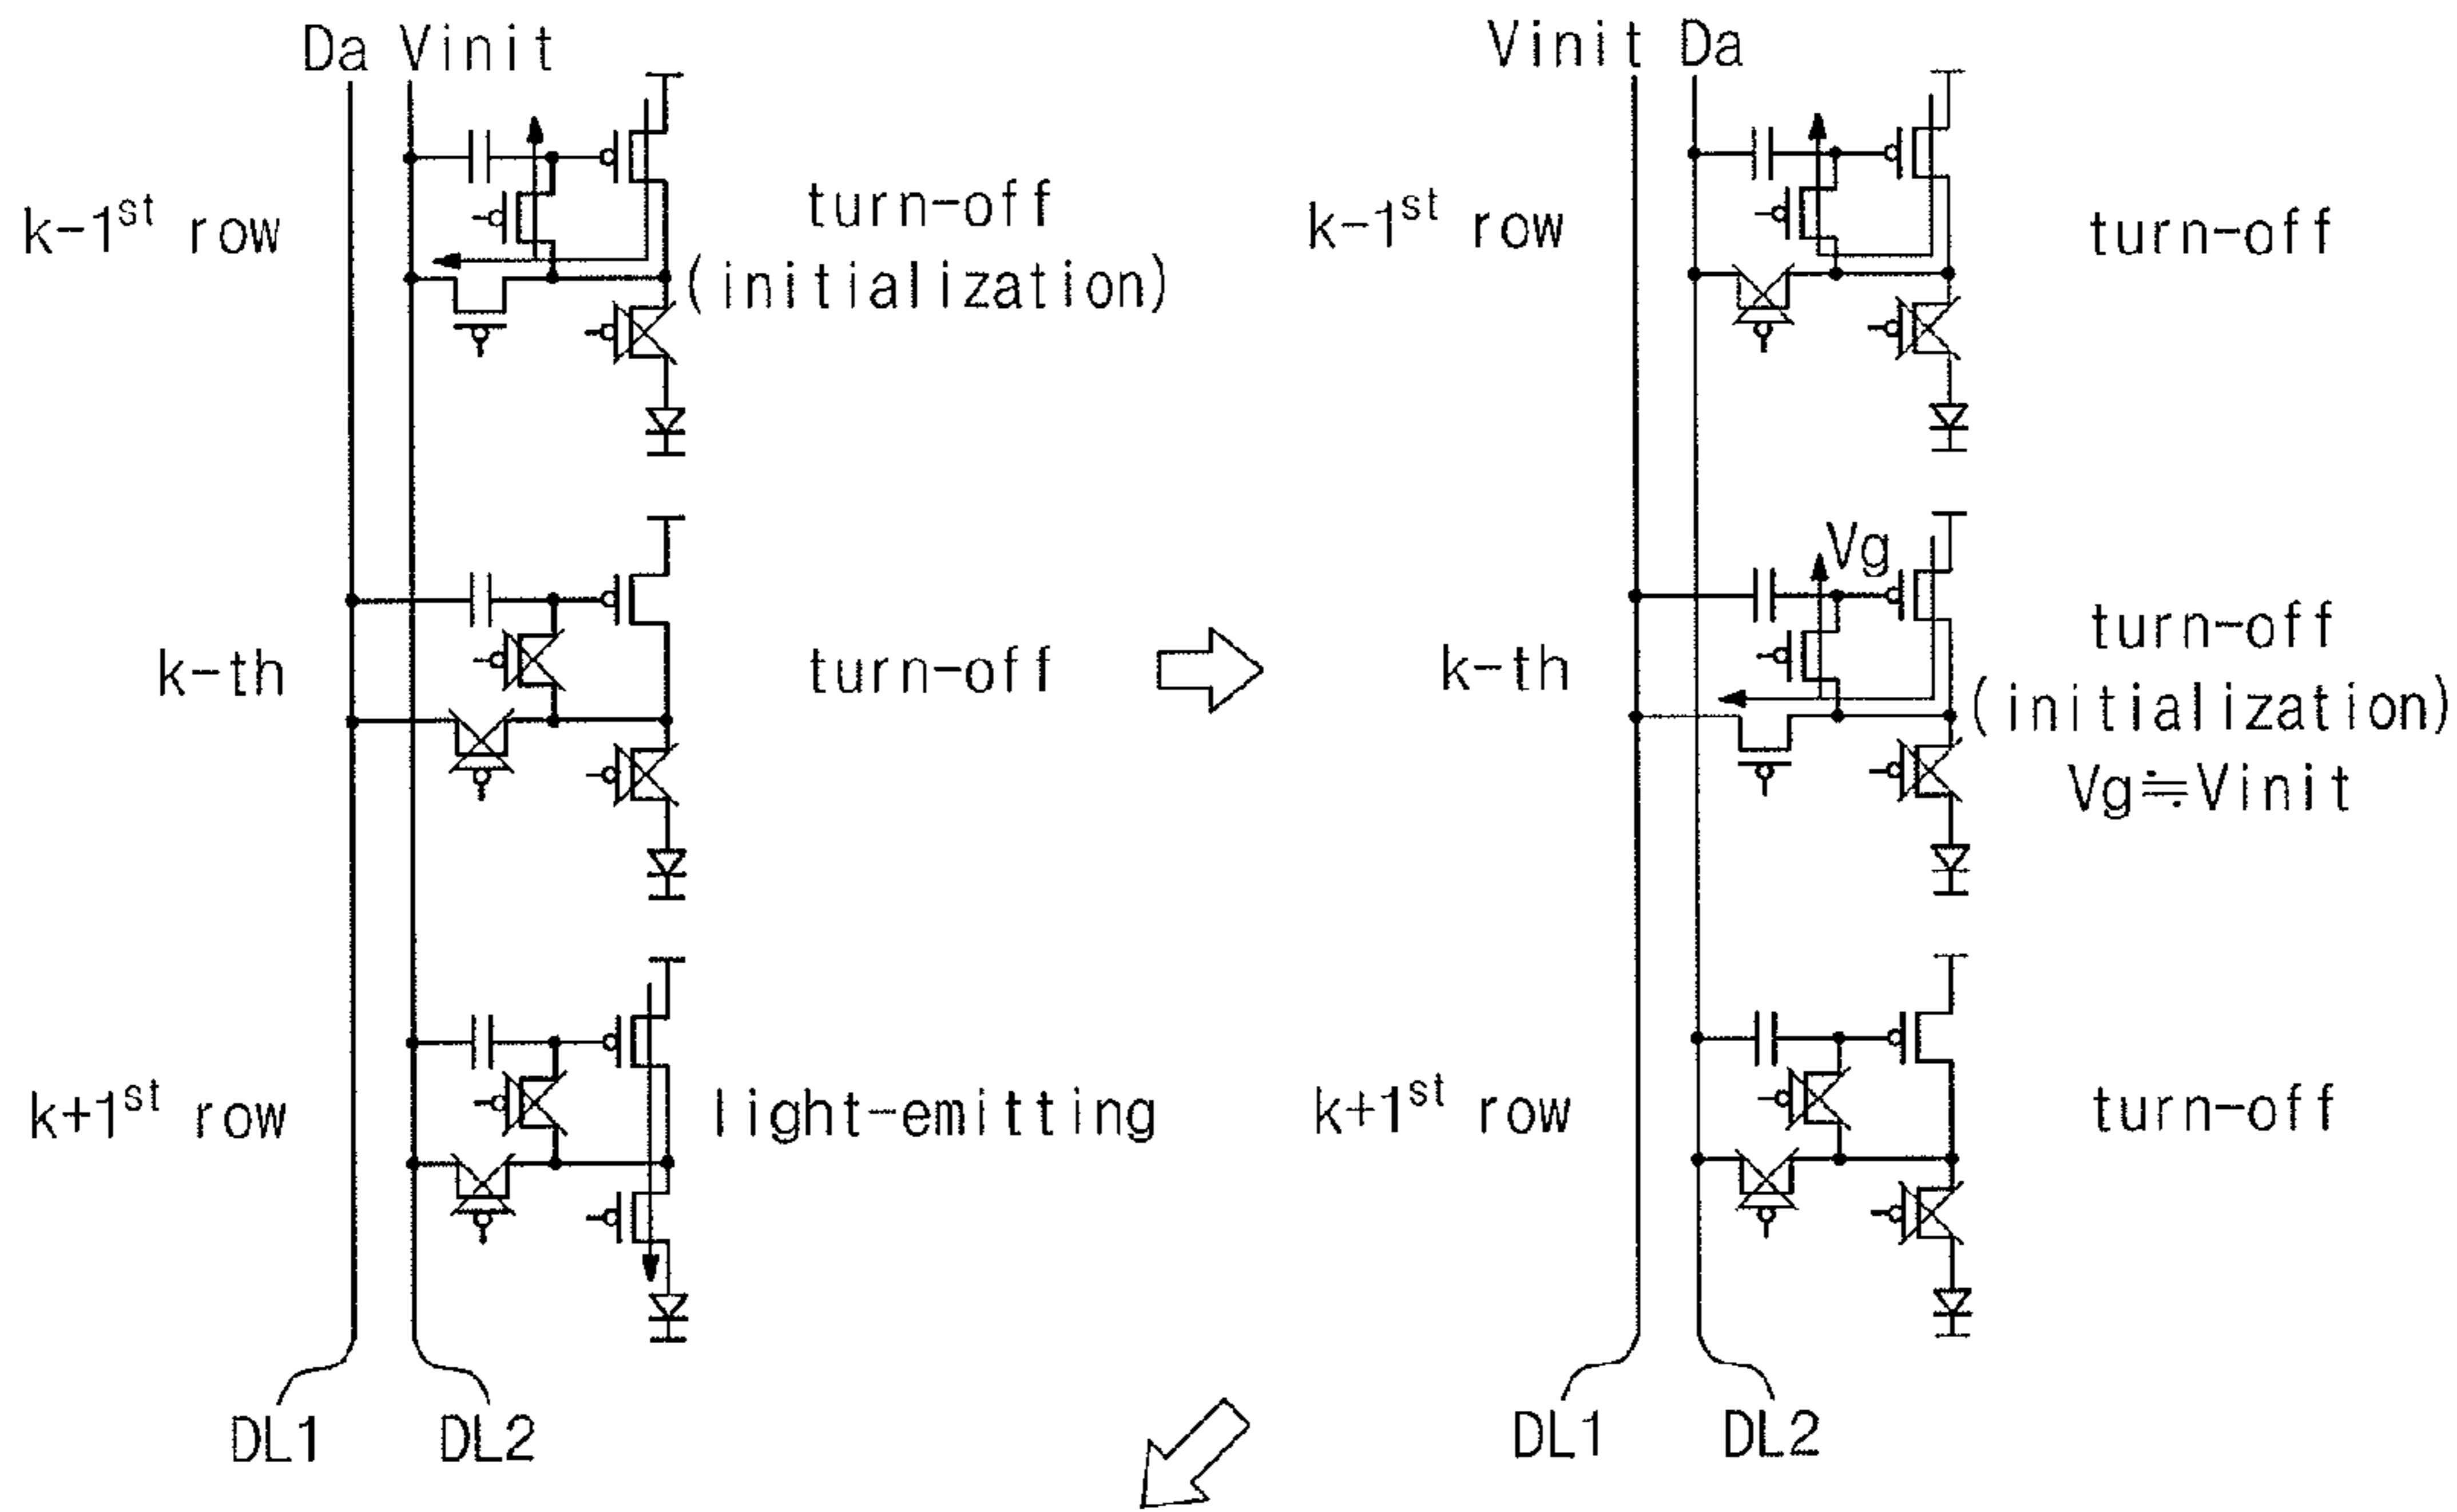 Da Vinit
k-1st row
turn-off
(initialization)
k-th
turn-off
k+1st row
light-emitting
DL1 DL2
Vinit Da
k-1st row
turn-off
Vg
k-th
turn-off
(initialization)
Vg≒Vinit
k+1st row
turn-off
DL1 DL2